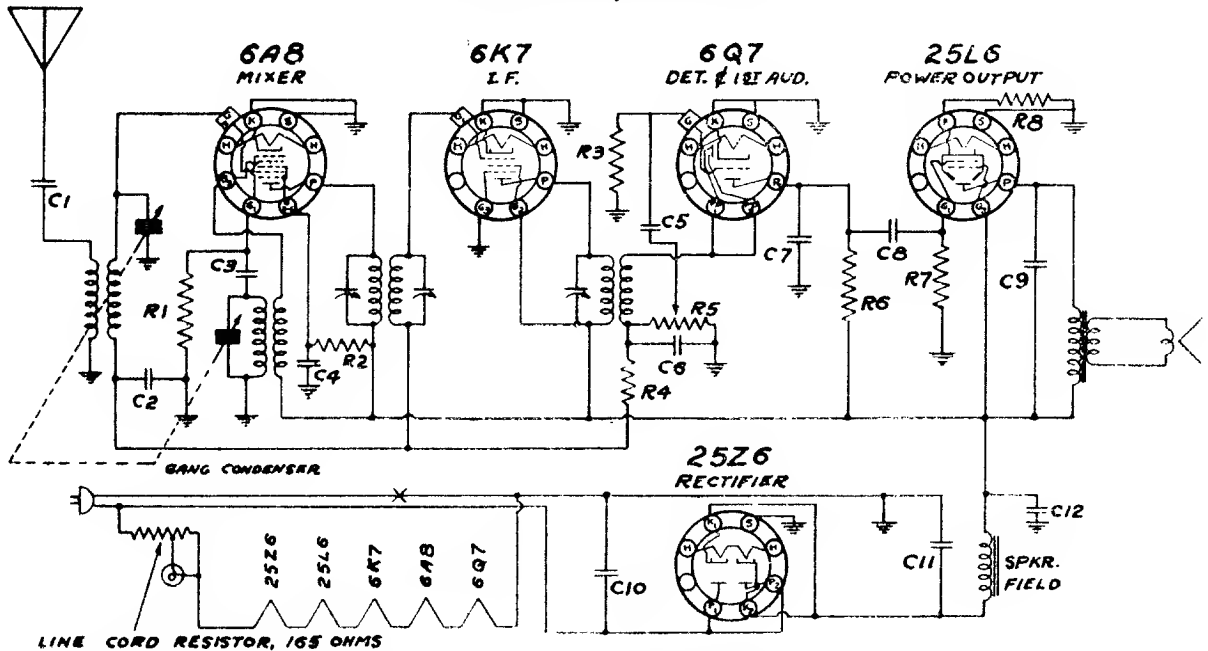 6A8
MIXER
6K7
I.F.
6Q7
DET. & 1ST AUD.
25L6
POWER OUTPUT
R8
C1
R3
C5
C3
R1
C7
C8
R7
R6
C9
R5
C2
C4
R2
C6
R4
GANG CONDENSER
25Z6
RECTIFIER
25Z6
25L6
6K7
6A8
6Q7
C10
C11
C12
SPKR.
FIELD
LINE CORD RESISTOR, 165 OHMS